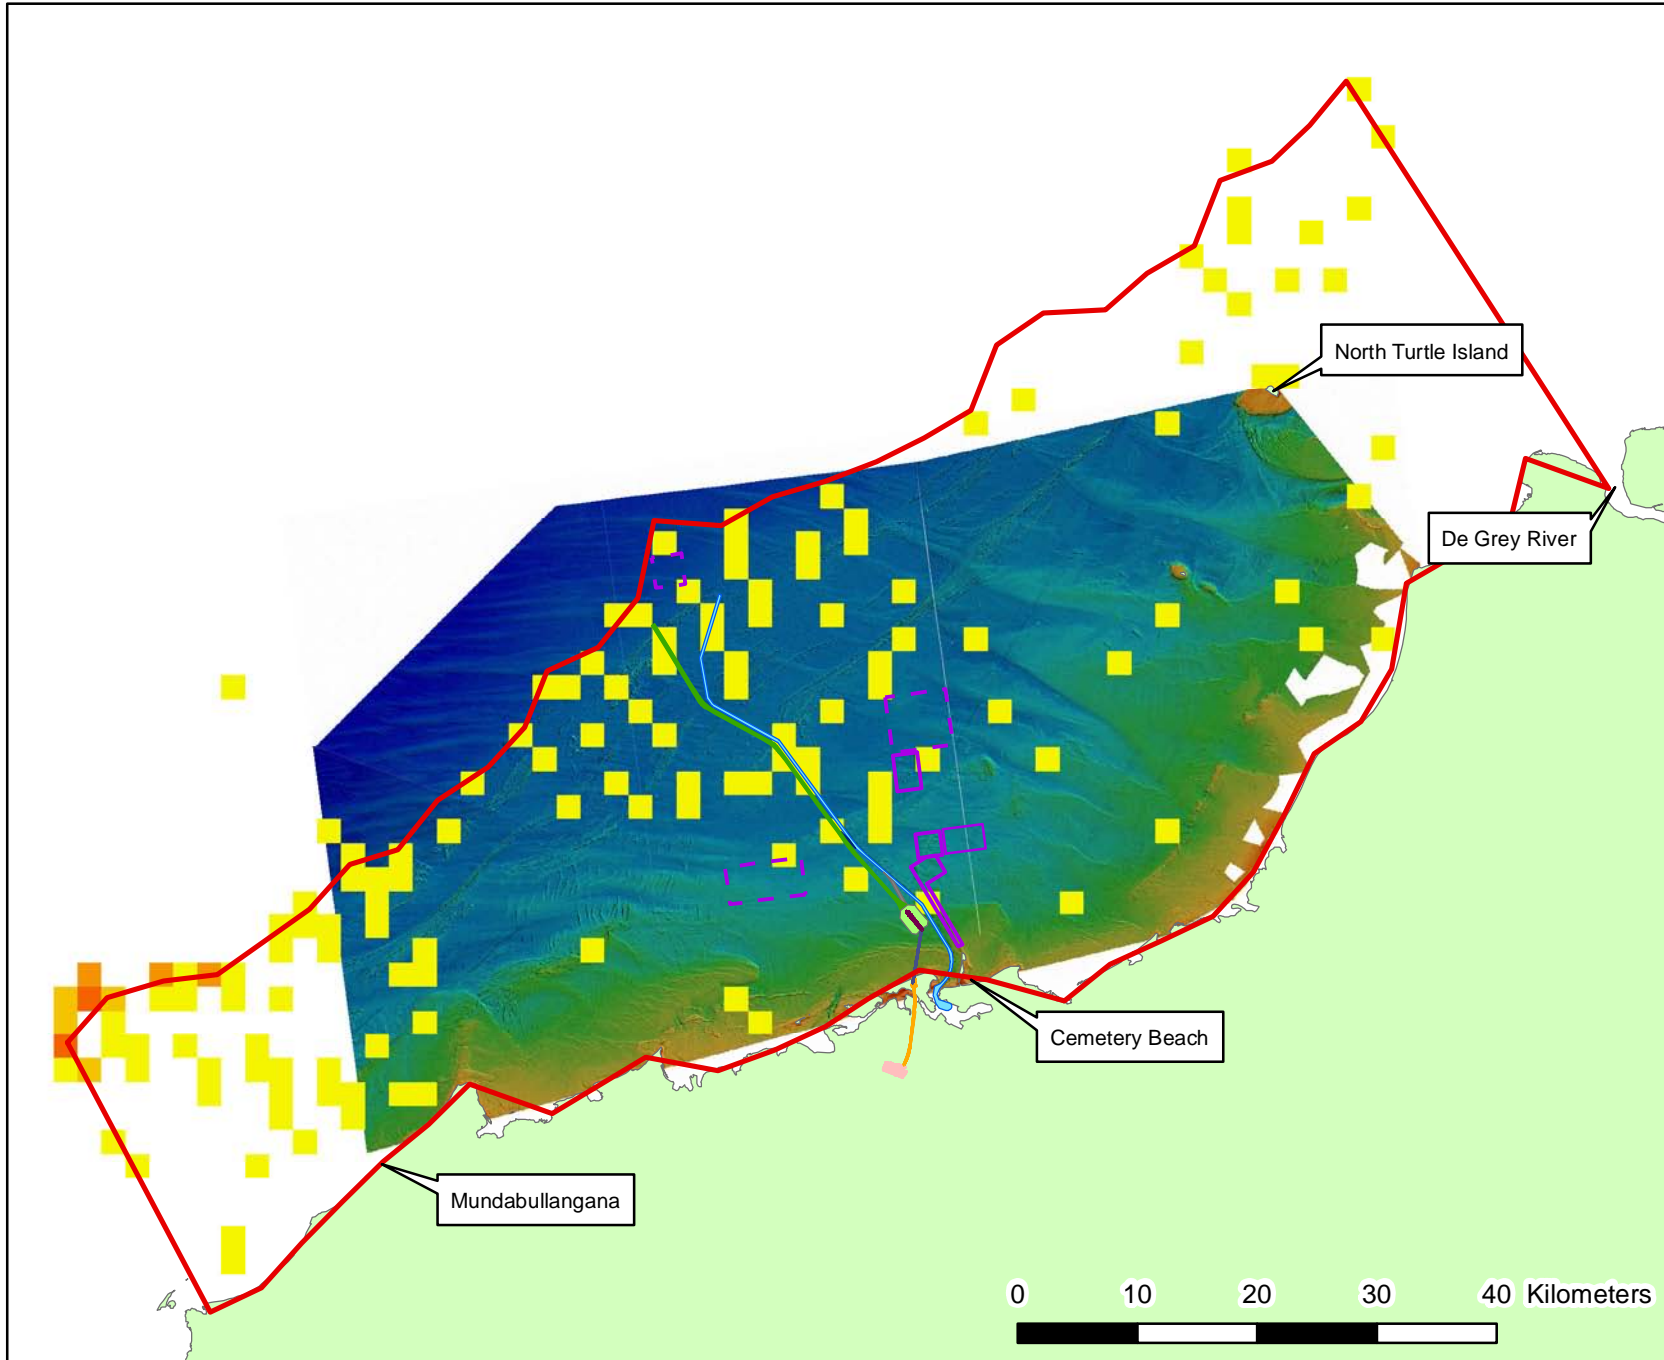 North Turtle Island
De Grey River
Cemetery Beach
Mundabullangana
0 10 20 30 40 Kilometers